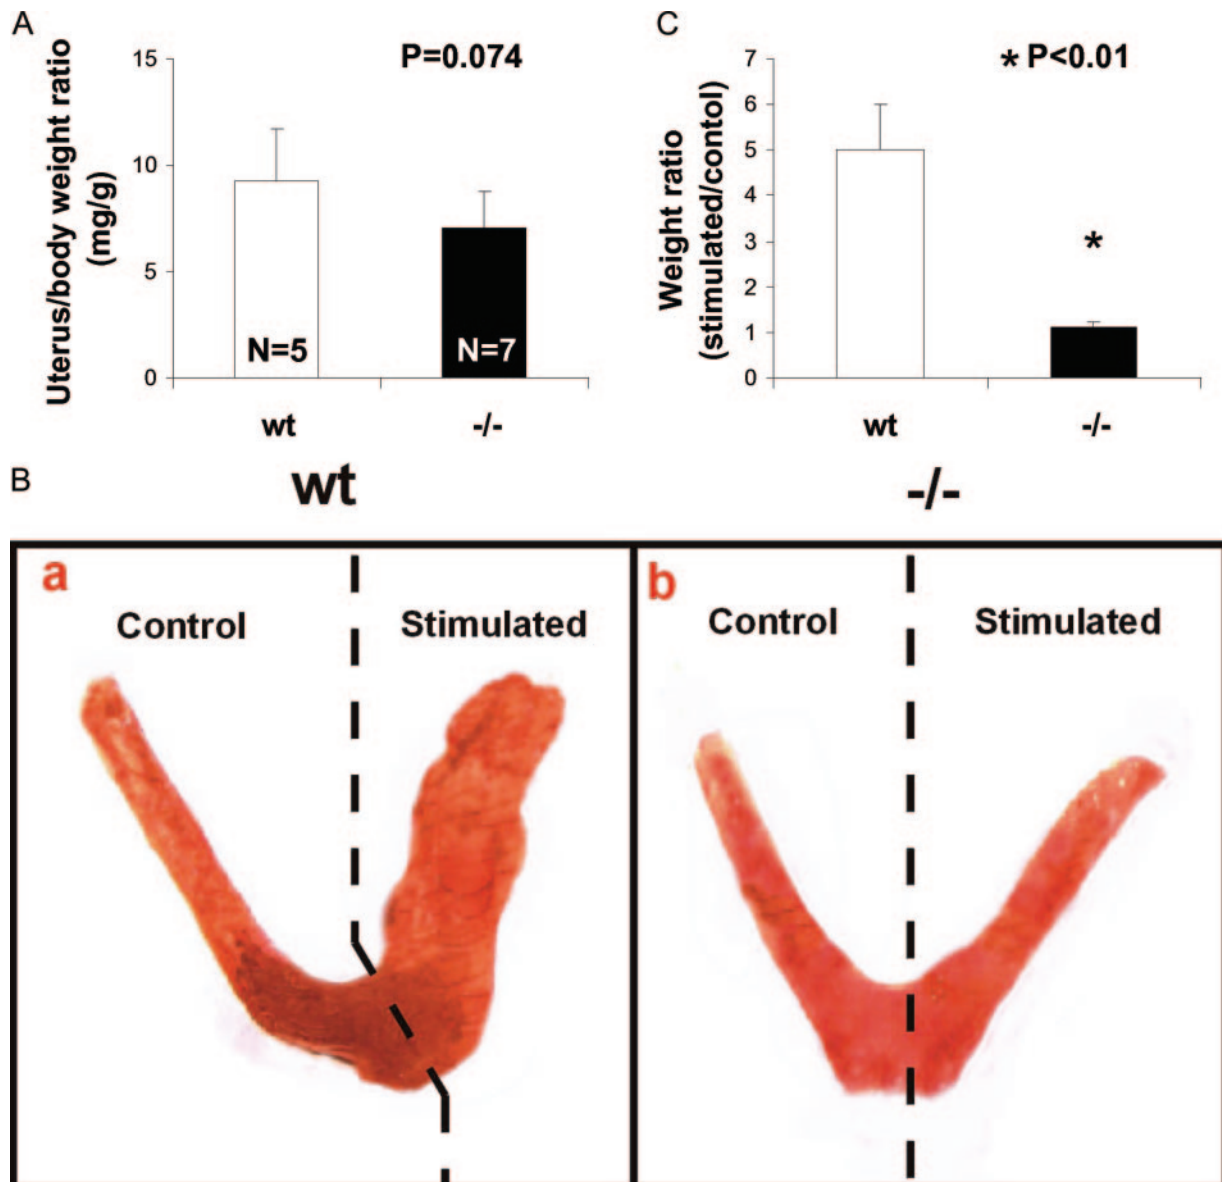 A
Uterus/body weight ratio
(mg/g)
15
10
5
0
P=0.074
N=5
N=7
wt
-/-
C
Weight ratio
(stimulated/contol)
7
6
5
4
3
2
1
0
* P<0.01
*
wt
-/-
B
wt
-/-
a
Control
Stimulated
b
Control
Stimulated